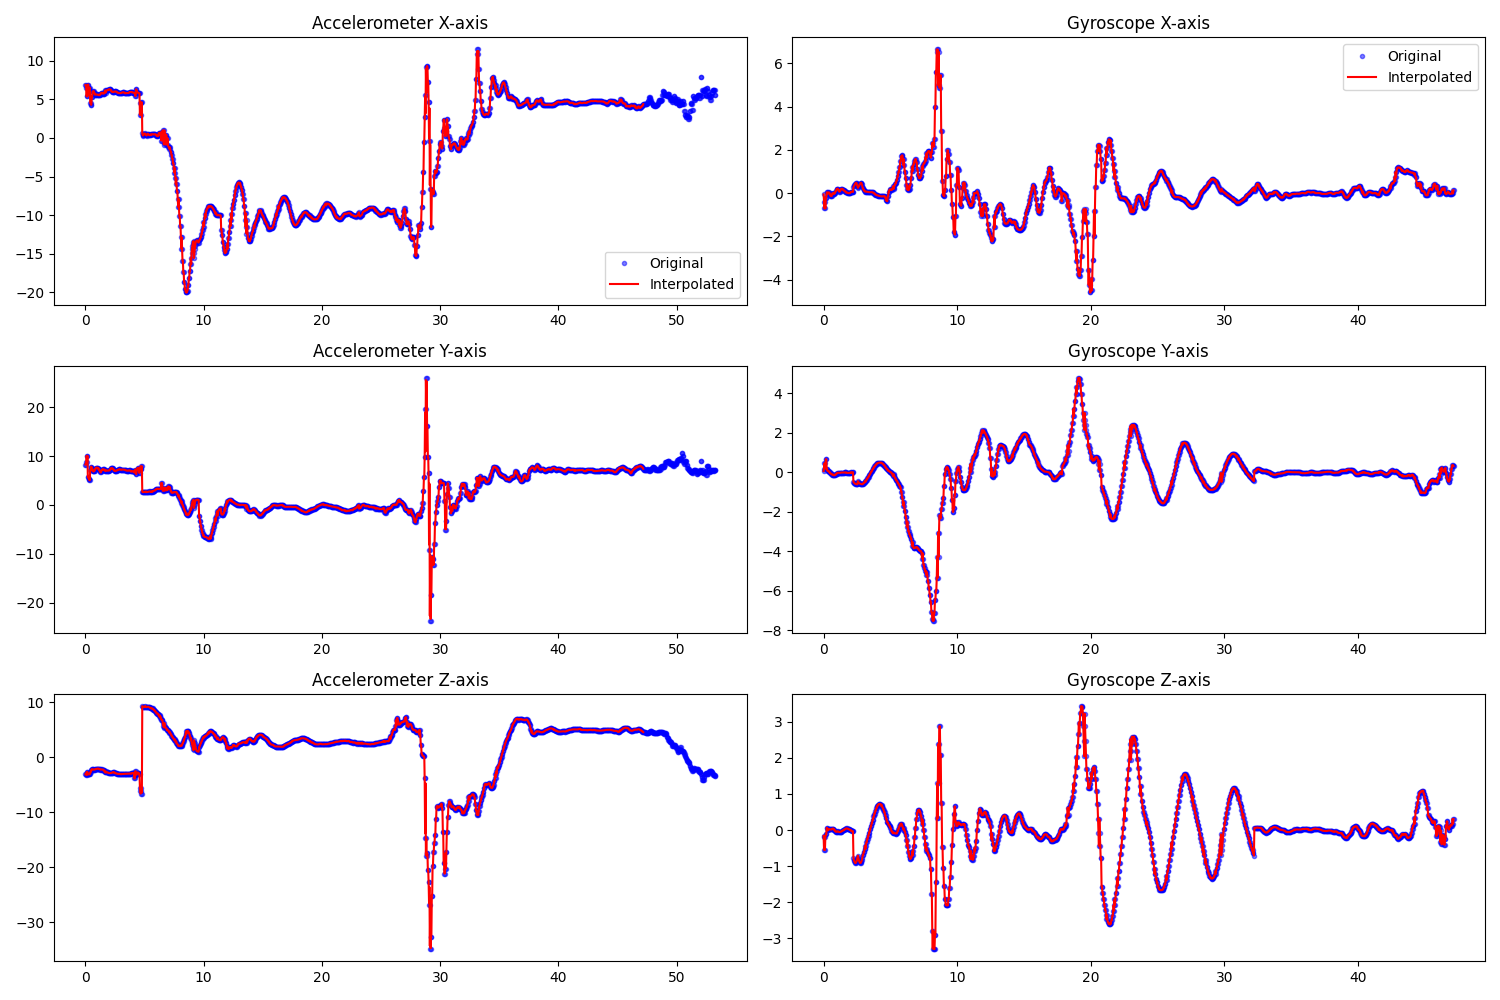 Accelerometer X-axis
10
5
0
−5
−10
−15
−20
Original
Interpolated
0 10 20 30 40 50
Gyroscope X-axis
Original
Interpolated
6
4
2
0
−2
−4
0 10 20 30 40
Accelerometer Y-axis
20
10
0
−10
−20
0 10 20 30 40 50
Gyroscope Y-axis
4
2
0
−2
−4
−6
−8
0 10 20 30 40
Accelerometer Z-axis
10
0
−10
−20
−30
0 10 20 30 40 50
Gyroscope Z-axis
3
2
1
0
−1
−2
−3
0 10 20 30 40